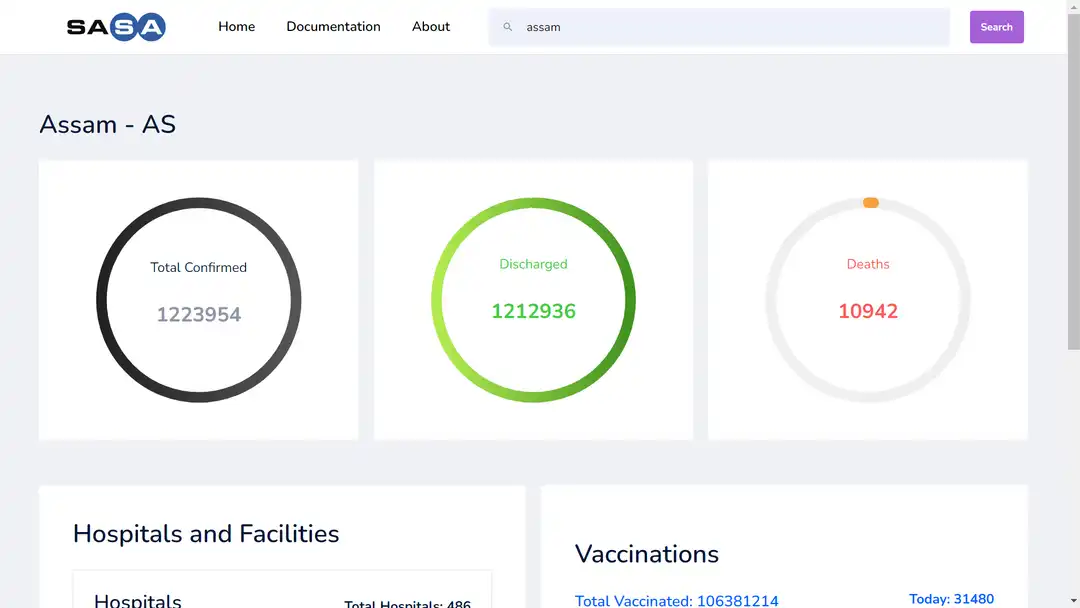 SASA Home Documentation About assam Search
Assam - AS
Total Confirmed
1223954
Discharged
1212936
Deaths
10942
Hospitals and Facilities
Hospitals Total Hospitals: 486
Vaccinations
Total Vaccinated: 106381214 Today: 31480